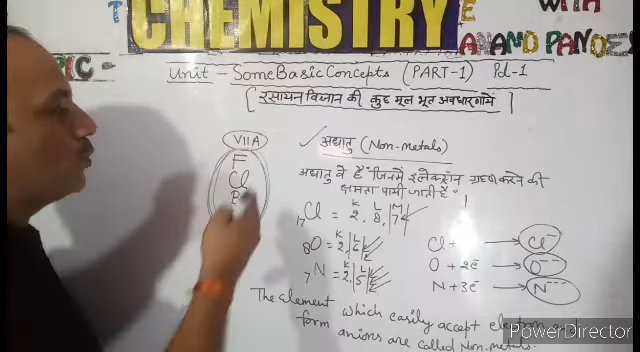 CHEMISTRY
WITH
ANAND PANDEY
PIC -
Unit - Some Basic Concepts (PART-1) Pd-1
[रसायन विज्ञान की कुछ मूल भूत अवधारणायें]
VIIA
F
Cl
✓ अधातु (Non-metals)
अधातु वे हैं "जिनमें इलेक्ट्रॉन ग्रहण करने की
क्षमता पायी जाती है"।
K L M
₁₇Cl = 2, 8, 7
K L
₈O = 2, 6
K L
₇N = 2, 5
Cl + → Cl⁻
O + 2e⁻ → O⁻⁻
N + 3e⁻ → N⁻⁻⁻
The element which easily accept electron
form anions are called Non-metals.
PowerDirector